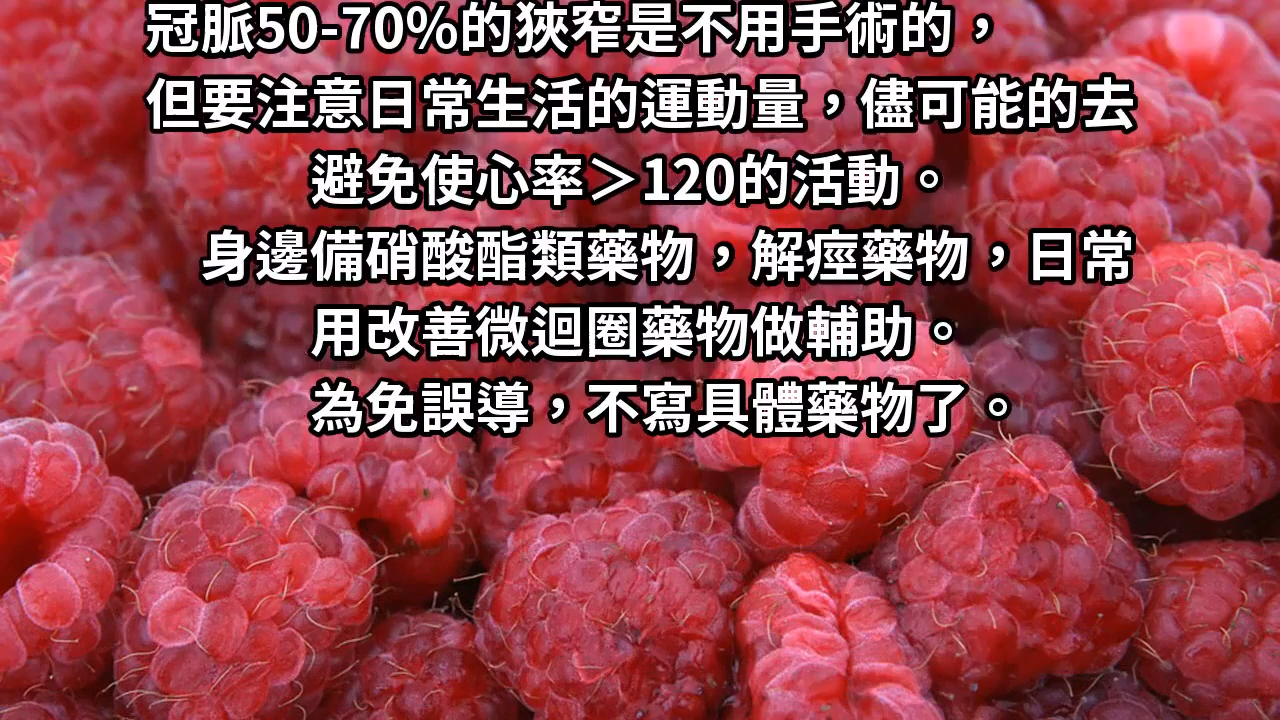 冠脈50-70%的狹窄是不用手術的，
但要注意日常生活的運動量，儘可能的去
避免使心率＞120的活動。
身邊備硝酸酯類藥物，解痙藥物，日常
用改善微迴圈藥物做輔助。
為免誤導，不寫具體藥物了。